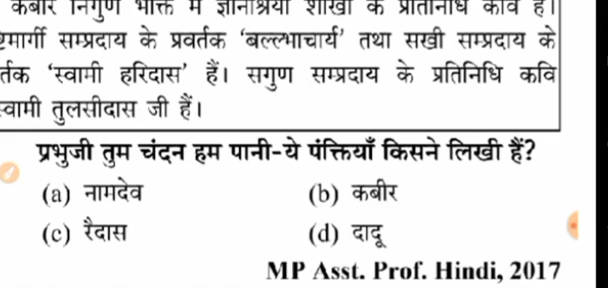 कबीर निर्गुण भक्ति में ज्ञानाश्रयी शाखा के प्रतिनिधि कवि हैं।
ष्टमार्गी सम्प्रदाय के प्रवर्तक ‘बल्लभाचार्य’ तथा सखी सम्प्रदाय के
र्तक ‘स्वामी हरिदास’ हैं। सगुण सम्प्रदाय के प्रतिनिधि कवि
स्वामी तुलसीदास जी हैं।
प्रभुजी तुम चंदन हम पानी-ये पंक्तियाँ किसने लिखी हैं?
(a) नामदेव (b) कबीर
(c) रैदास (d) दादू
MP Asst. Prof. Hindi, 2017